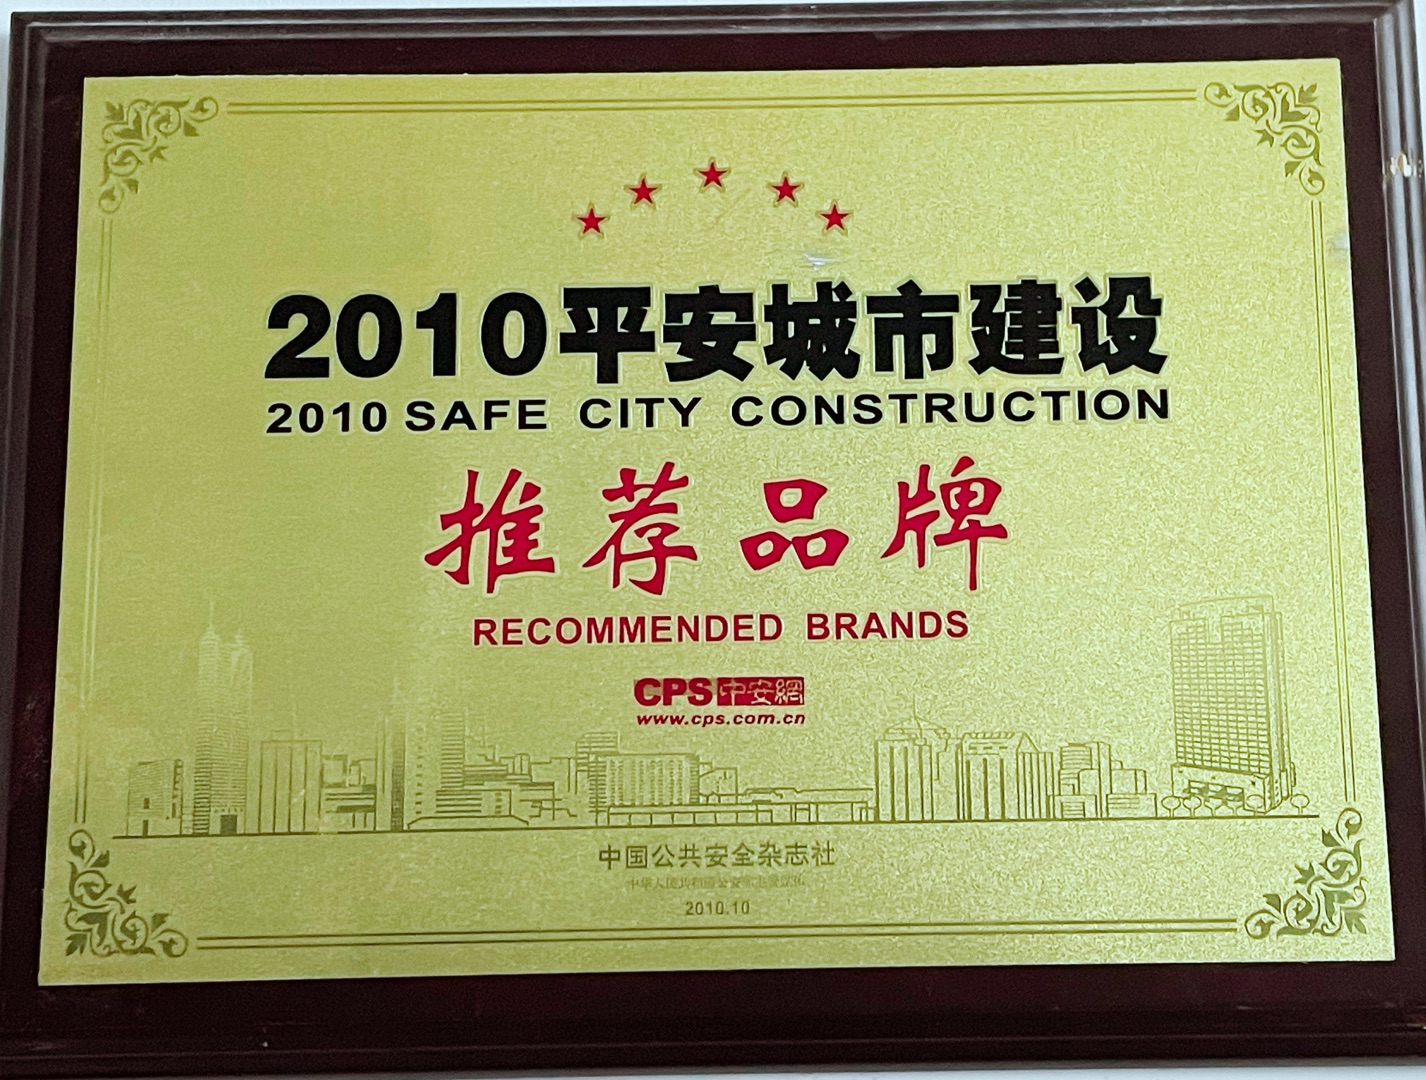 2010平安城市建设
2010 SAFE CITY CONSTRUCTION
推荐品牌
RECOMMENDED BRANDS
CPS中安網
www.cps.com.cn
中国公共安全杂志社
2010.10